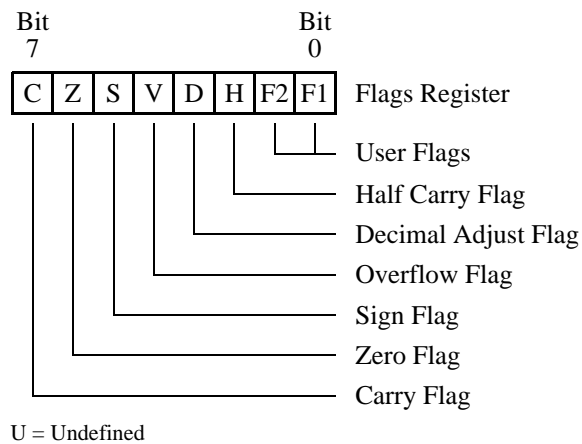 Bit Bit
7 0
C Z S V D H F2 F1 Flags Register
User Flags
Half Carry Flag
Decimal Adjust Flag
Overflow Flag
Sign Flag
Zero Flag
Carry Flag
U = Undefined